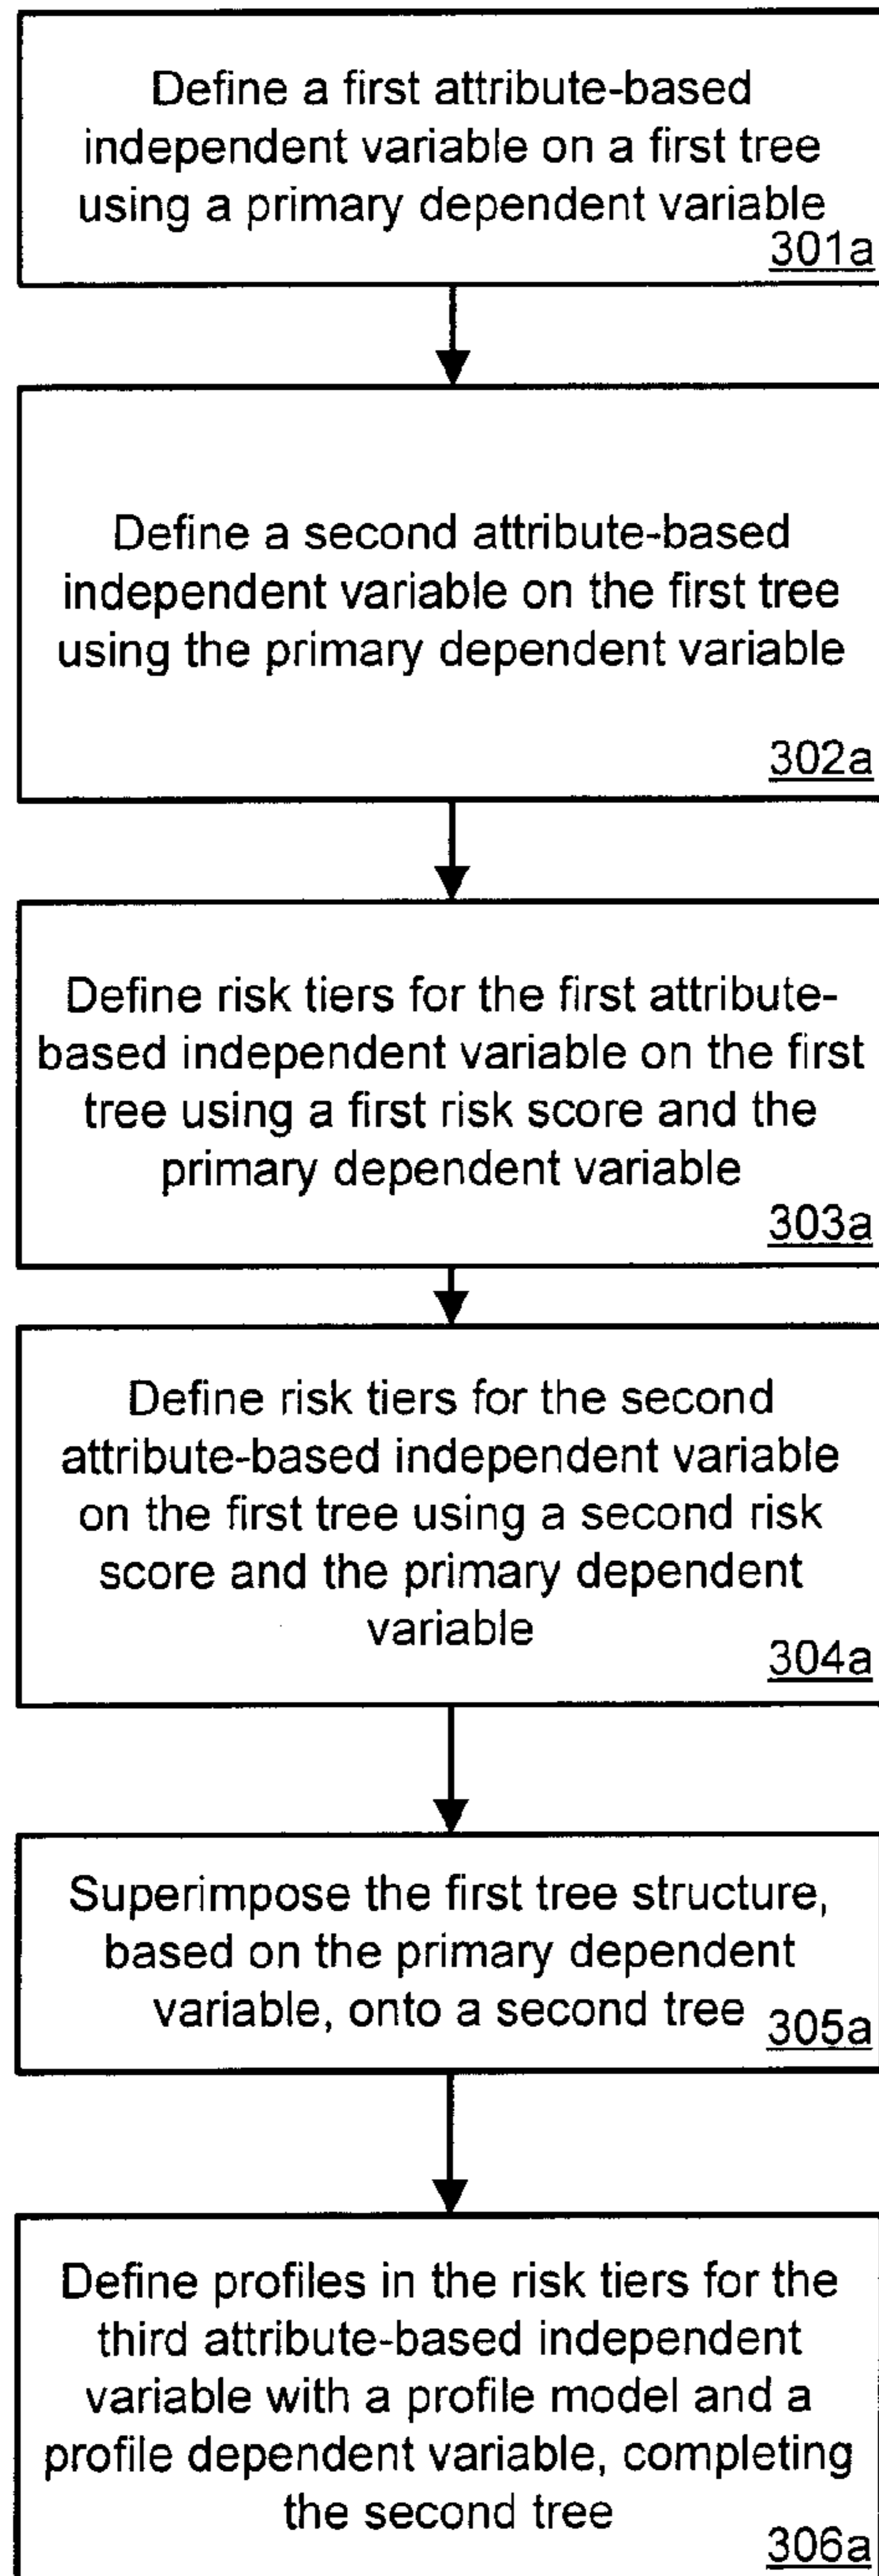 Define a first attribute-based
independent variable on a first tree
using a primary dependent variable
301a
Define a second attribute-based
independent variable on the first tree
using the primary dependent variable
302a
Define risk tiers for the first attribute-
based independent variable on the first
tree using a first risk score and the
primary dependent variable
303a
Define risk tiers for the second
attribute-based independent variable
on the first tree using a second risk
score and the primary dependent
variable
304a
Superimpose the first tree structure,
based on the primary dependent
variable, onto a second tree
305a
Define profiles in the risk tiers for the
third attribute-based independent
variable with a profile model and a
profile dependent variable, completing
the second tree
306a